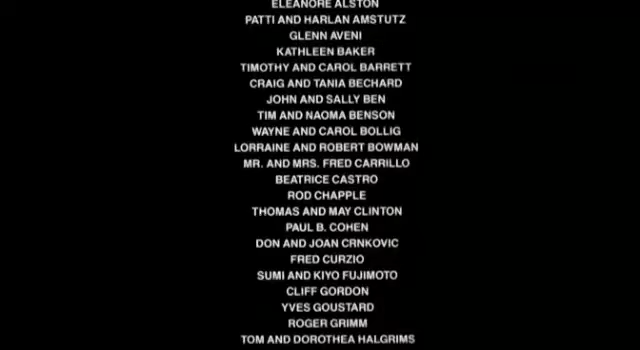 ELEANORE ALSTON
PATTI AND HARLAN AMSTUTZ
GLENN AVENI
KATHLEEN BAKER
TIMOTHY AND CAROL BARRETT
CRAIG AND TANIA BECHARD
JOHN AND SALLY BEN
TIM AND NAOMA BENSON
WAYNE AND CAROL BOLLIG
LORRAINE AND ROBERT BOWMAN
MR. AND MRS. FRED CARRILLO
BEATRICE CASTRO
ROD CHAPPLE
THOMAS AND MAY CLINTON
PAUL B. COHEN
DON AND JOAN CRNKOVIC
FRED CURZIO
SUMI AND KIYO FUJIMOTO
CLIFF GORDON
YVES GOUSTARD
ROGER GRIMM
TOM AND DOROTHEA HALGRIMS